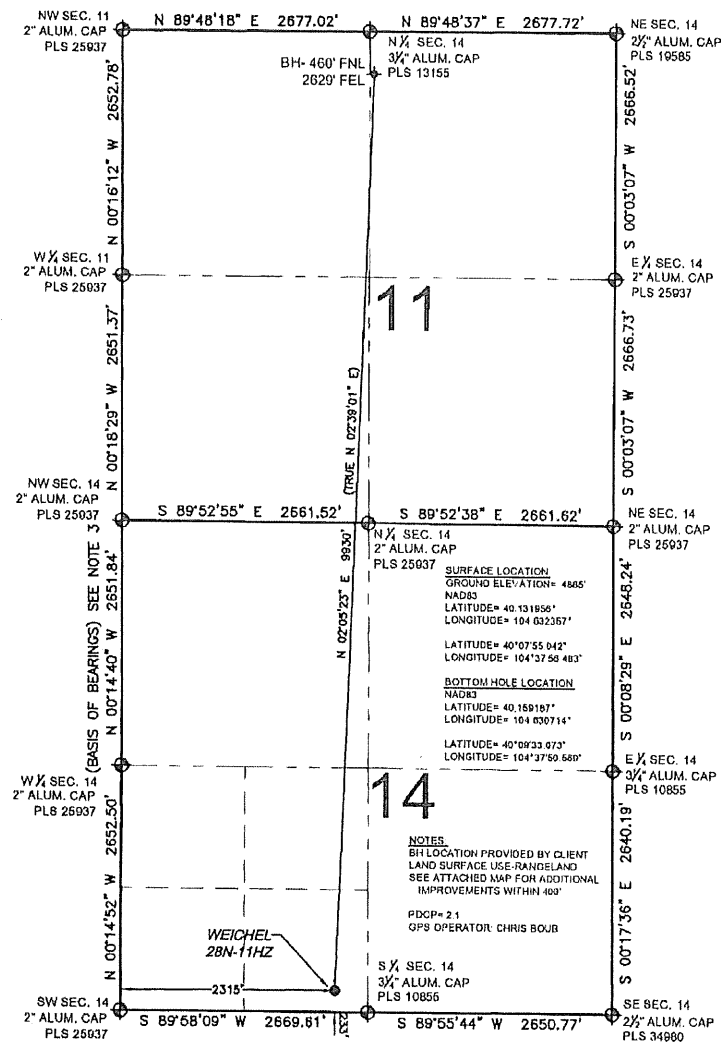 NW SEC. 11
2" ALUM. CAP
PLS 25937
N 89°48'18" E 2677.02'
N 89°48'37" E 2677.72'
NE SEC. 14
2½" ALUM. CAP
PLS 19585
N ¼ SEC. 14
3¼" ALUM. CAP
PLS 13155
BH- 460' FNL
2629' FEL
N 00°16'12" W 2652.78'
S 00°03'07" W 2666.52'
W ¼ SEC. 11
2" ALUM. CAP
PLS 25937
E ¼ SEC. 14
2" ALUM. CAP
PLS 25937
11
N 00°18'29" W 2651.37'
(TRUE N 02°39'01" E)
S 00°03'07" W 2666.73'
NW SEC. 14
2" ALUM. CAP
PLS 25937
S 89°52'55" E 2661.52'
S 89°52'38" E 2661.62'
NE SEC. 14
2" ALUM. CAP
PLS 25937
N ¼ SEC. 14
2" ALUM. CAP
PLS 25937
(BASIS OF BEARINGS) SEE NOTE 3
N 00°14'40" W 2651.84'
N 02°05'23" E 9930'
S 00°08'29" E 2648.24'
SURFACE LOCATION
GROUND ELEVATION= 4885'
NAD83
LATITUDE= 40.131956°
LONGITUDE= 104.632357°
LATITUDE= 40°07'55.042"
LONGITUDE= 104°37'56.483"
BOTTOM HOLE LOCATION
NAD83
LATITUDE= 40.159187°
LONGITUDE= 104.630714°
LATITUDE= 40°09'33.073"
LONGITUDE= 104°37'50.569"
W ¼ SEC. 14
2" ALUM. CAP
PLS 25937
E ¼ SEC. 14
3¼" ALUM. CAP
PLS 10855
14
NOTES
BH LOCATION PROVIDED BY CLIENT
LAND SURFACE USE-RANGELAND
SEE ATTACHED MAP FOR ADDITIONAL
IMPROVEMENTS WITHIN 400'
PDOP= 2.1
GPS OPERATOR: CHRIS BOUB
N 00°14'52" W 2652.50'
S 00°17'36" E 2640.19'
WEICHEL
28N-11HZ
2315'
233'
S ¼ SEC. 14
3¼" ALUM. CAP
PLS 10855
SW SEC. 14
2" ALUM. CAP
PLS 25937
S 89°58'09" W 2669.61'
S 89°55'44" W 2650.77'
SE SEC. 14
2½" ALUM. CAP
PLS 34980